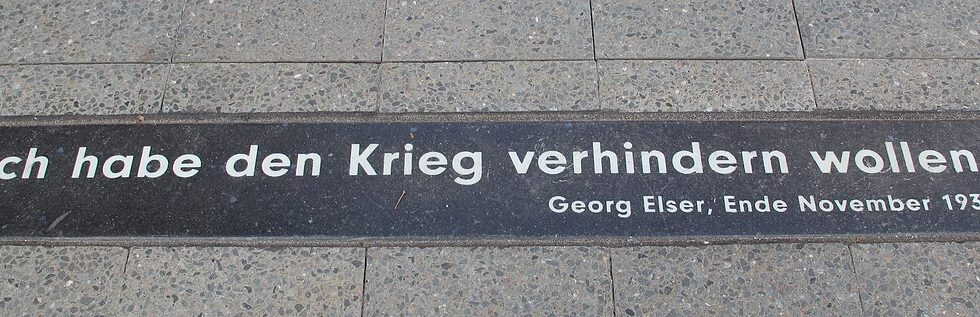 ch habe den Krieg verhindern wollen
Georg Elser, Ende November 193